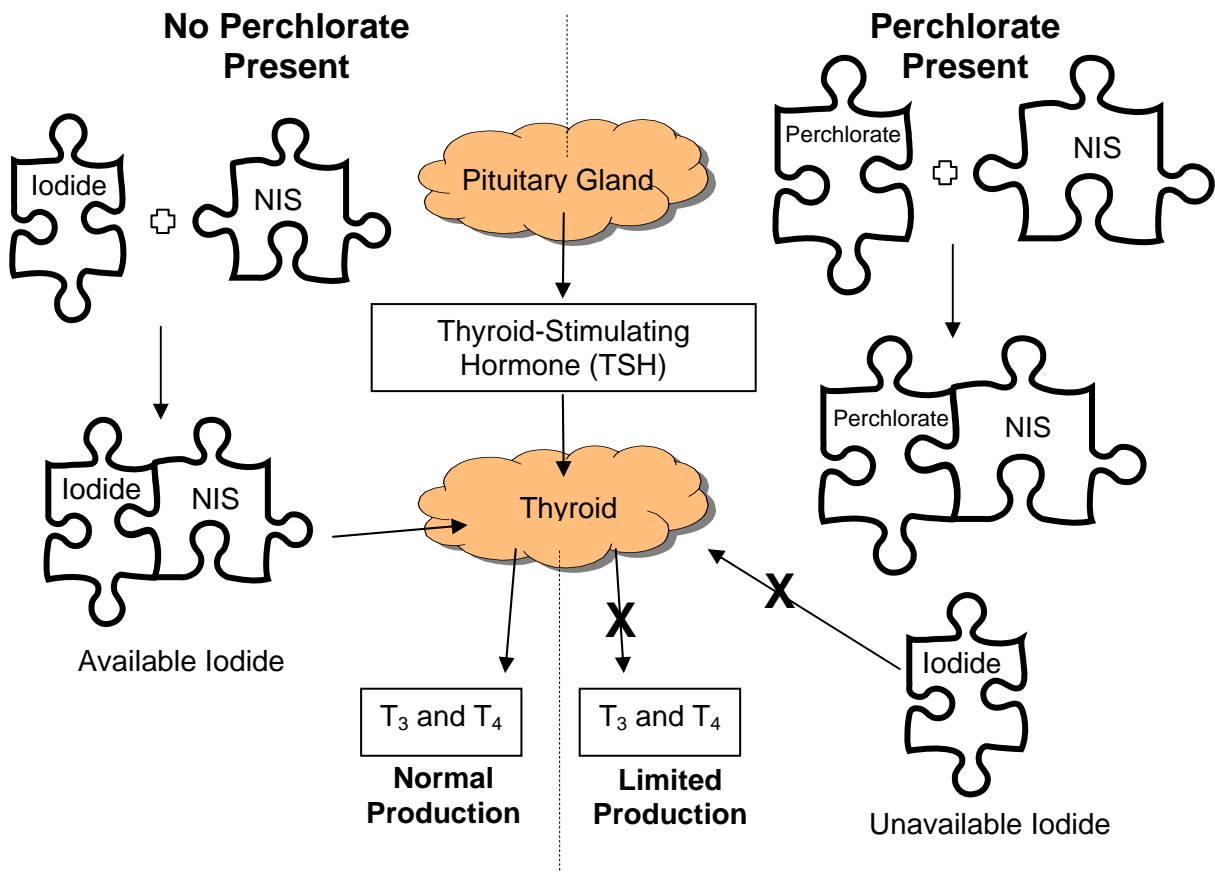 No Perchlorate
Present
Perchlorate
Present
Iodide
NIS
Pituitary Gland
Perchlorate
NIS
Thyroid-Stimulating
Hormone (TSH)
Iodide
NIS
Thyroid
Perchlorate
NIS
X
X
Available Iodide
Iodide
T₃ and T₄
T₃ and T₄
Normal
Production
Limited
Production
Unavailable Iodide